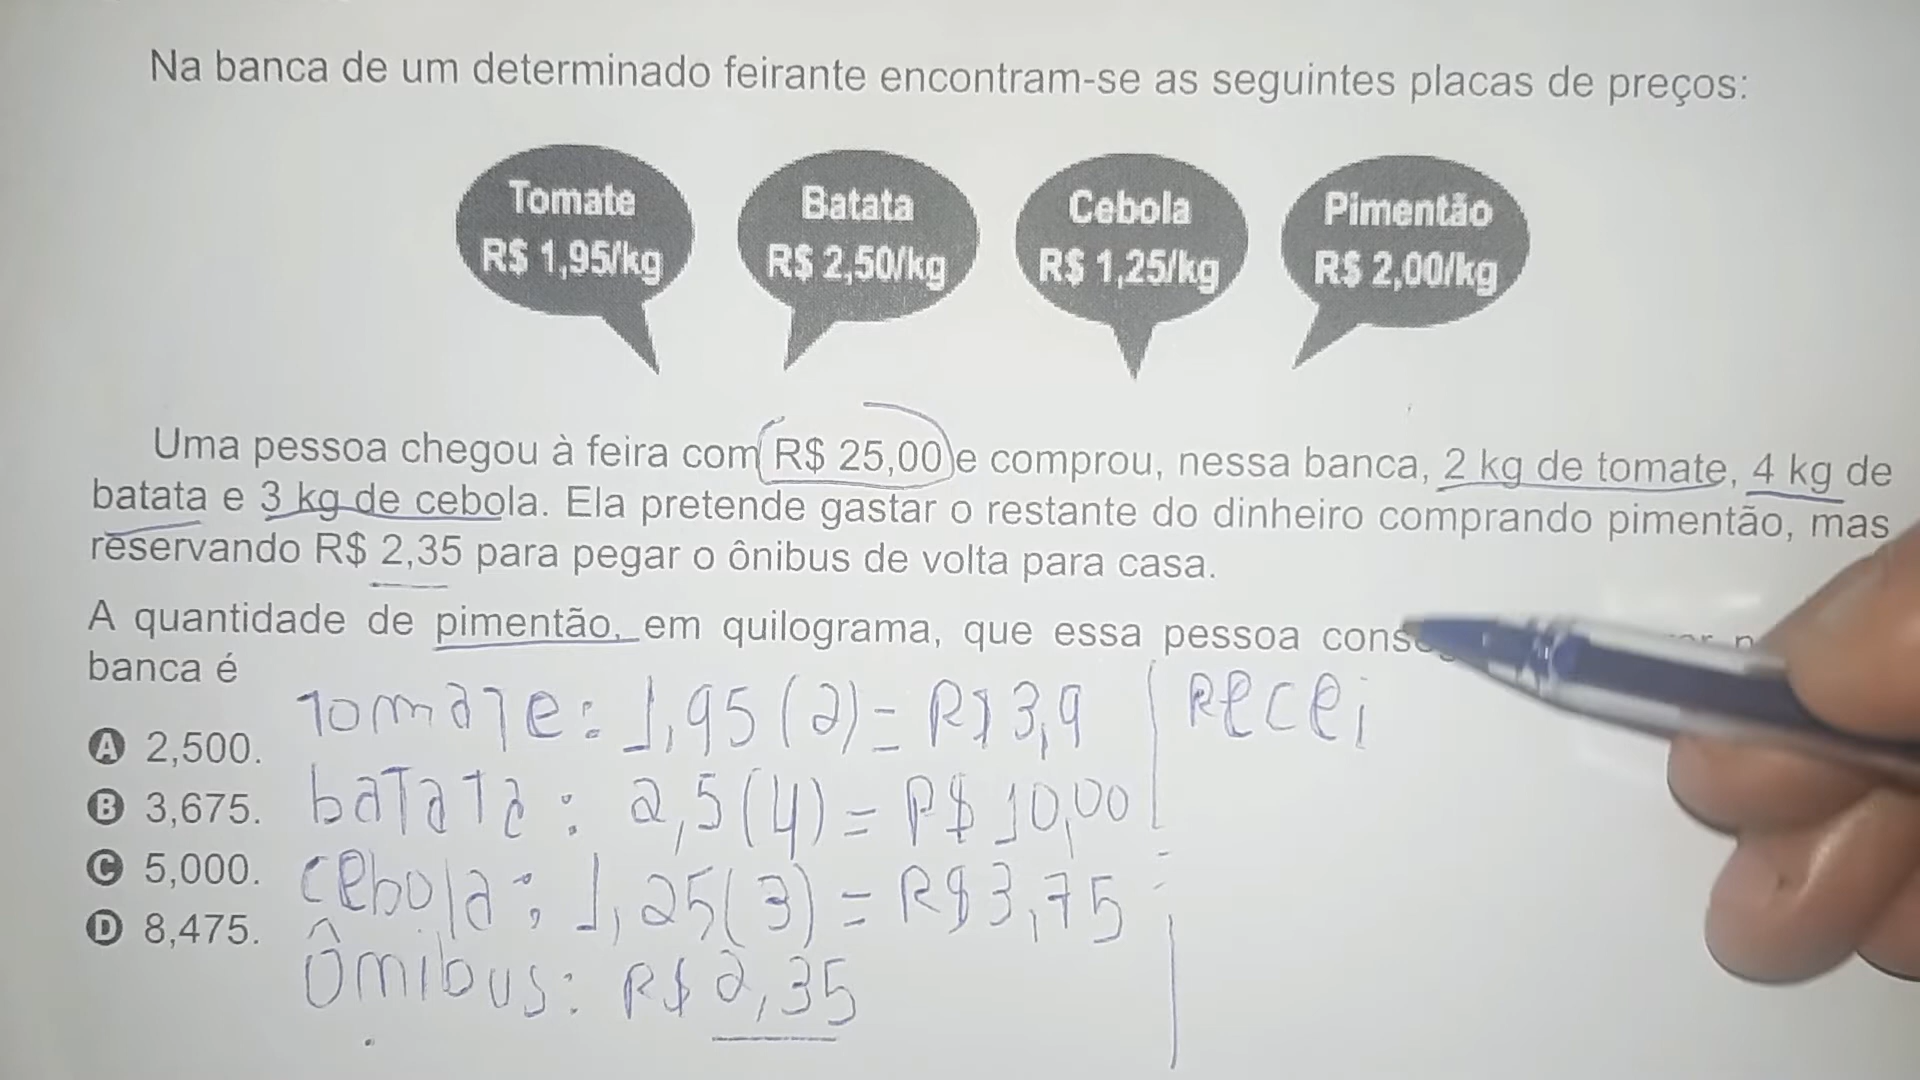 Na banca de um determinado feirante encontram-se as seguintes placas de preços:
Tomate
R$ 1,95/kg
Batata
R$ 2,50/kg
Cebola
R$ 1,25/kg
Pimentão
R$ 2,00/kg
Uma pessoa chegou à feira com R$ 25,00 e comprou, nessa banca, 2 kg de tomate, 4 kg de
batata e 3 kg de cebola. Ela pretende gastar o restante do dinheiro comprando pimentão, mas
reservando R$ 2,35 para pegar o ônibus de volta para casa.
A quantidade de pimentão, em quilograma, que essa pessoa
banca é
A 2,500.
B 3,675.
C 5,000.
D 8,475.
Tomate: 1,95(2) = R$ 3,9
batata: 2,5(4) = R$ 10,00
cebola: 1,25(3) = R$ 3,75
Ônibus: R$ 2,35
Recei